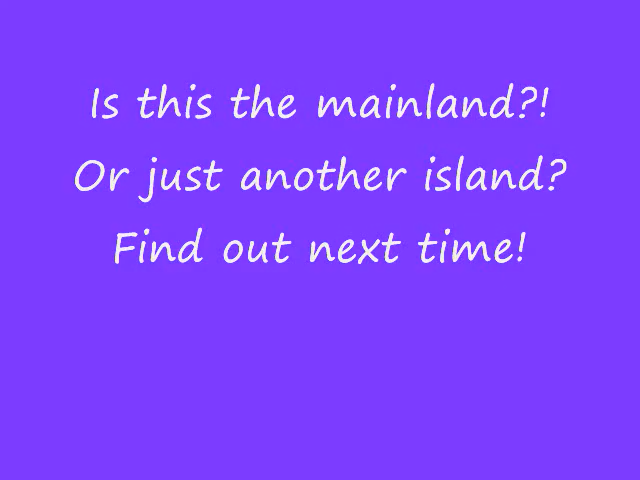 Is this the mainland?!
Or just another island?
Find out next time!